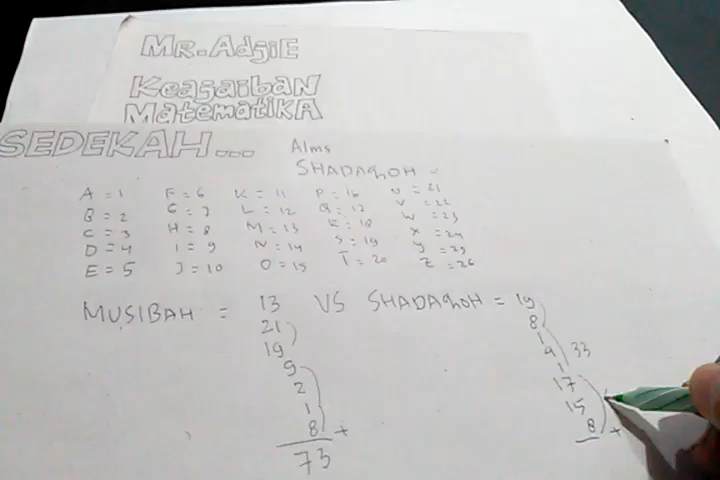 MR. AdjiE
Keajaiban
MatematikA
SEDEKAH... Alms
SHADAqOH
A = 1 F = 6 K = 11 P = 16 U = 21
B = 2 G = 7 L = 12 Q = 17 V = 22
C = 3 H = 8 M = 13 R = 18 W = 23
D = 4 I = 9 N = 14 S = 19 X = 24
E = 5 J = 10 O = 15 T = 20 Y = 25
Z = 26
MUSIBAH = 13 VS SHADAqOH = 19
21 8
19 1
9 4 33
2 1
1 17
8 + 15
73 8 +